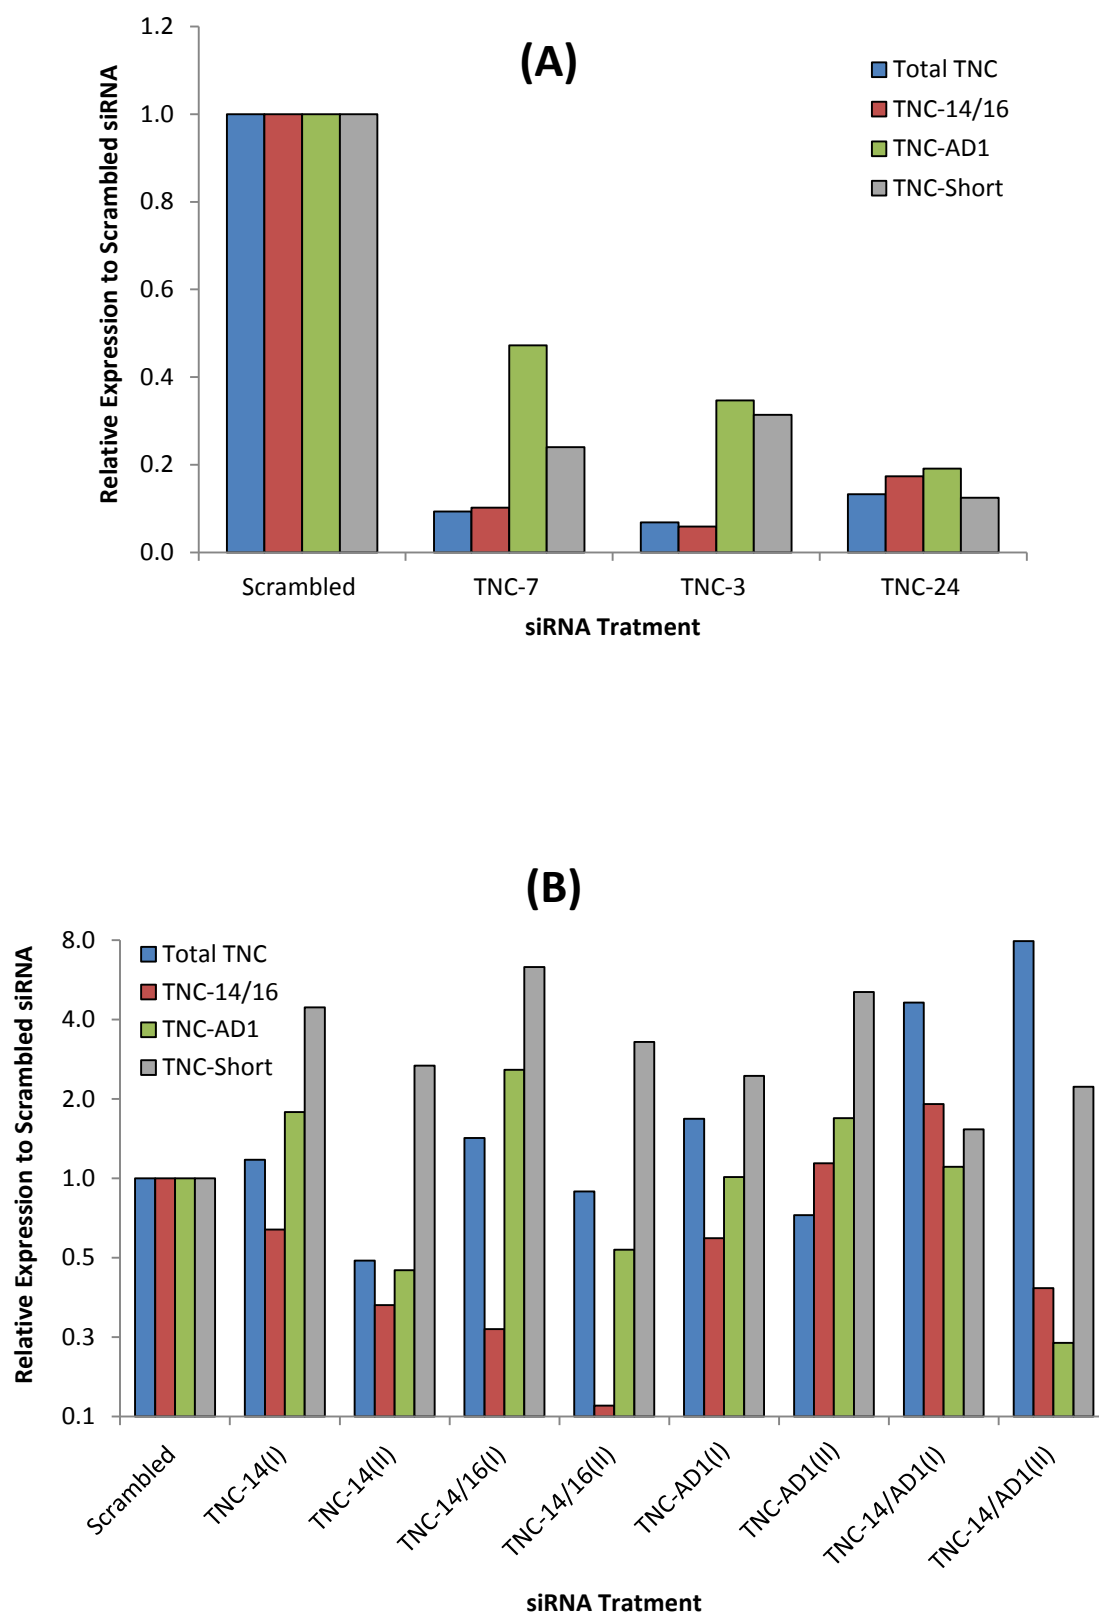 (A)
Relative Expression to Scrambled siRNA
1.2
1.0
0.8
0.6
0.4
0.2
0.0
Total TNC
TNC-14/16
TNC-AD1
TNC-Short
Scrambled
TNC-7
TNC-3
TNC-24
siRNA Tratment
(B)
Relative Expression to Scrambled siRNA
8.0
4.0
2.0
1.0
0.5
0.3
0.1
Total TNC
TNC-14/16
TNC-AD1
TNC-Short
Scrambled
TNC-14(I)
TNC-14(II)
TNC-14/16(I)
TNC-14/16(II)
TNC-AD1(I)
TNC-AD1(II)
TNC-14/AD1(I)
TNC-14/AD1(II)
siRNA Tratment